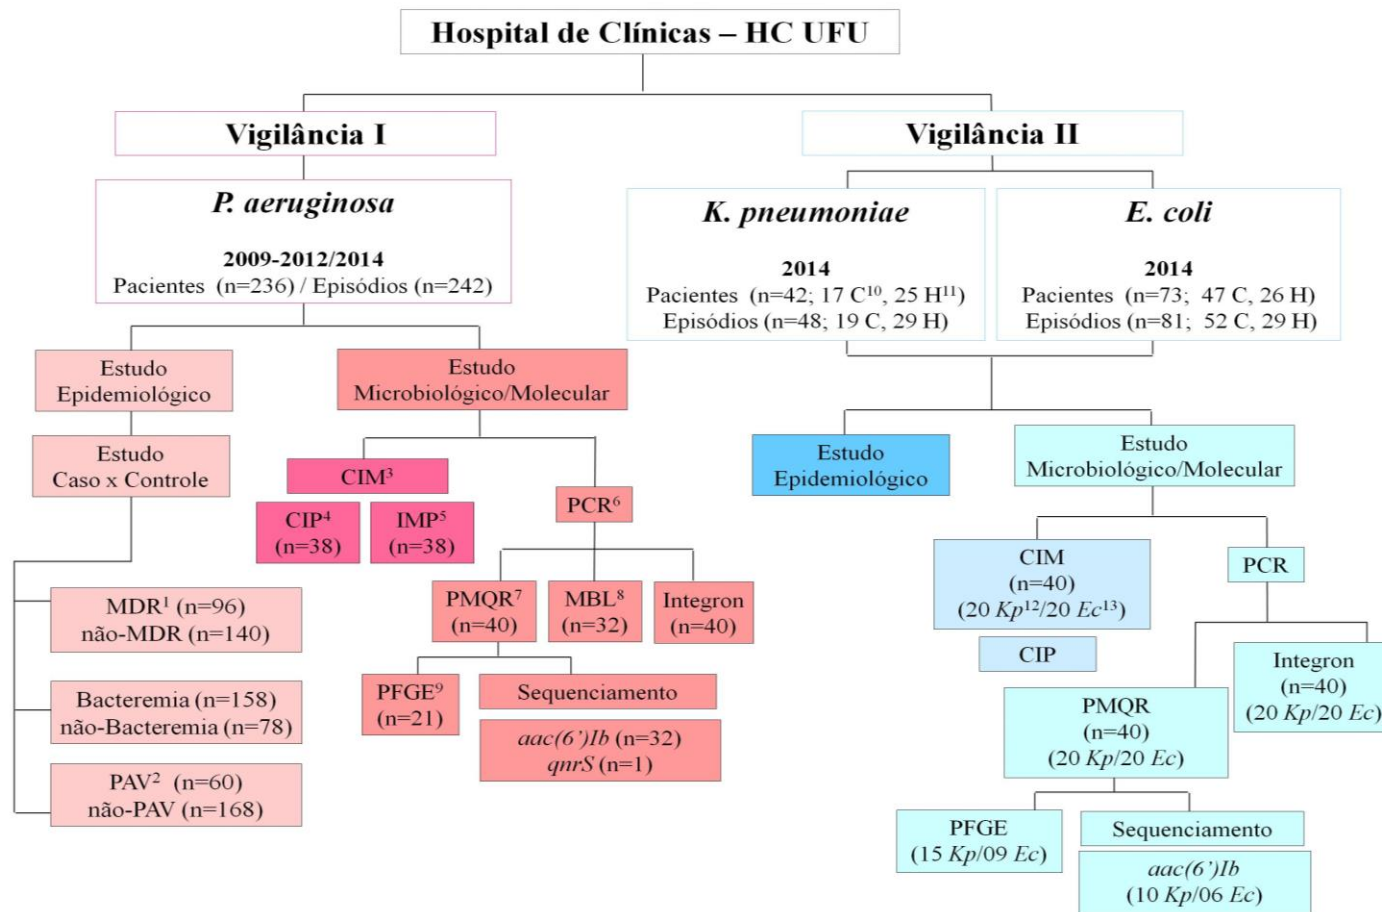 Hospital de Clínicas – HC UFU
Vigilância I
P. aeruginosa
2009-2012/2014
Pacientes (n=236) / Episódios (n=242)
Estudo
Epidemiológico
Estudo
Caso x Controle
MDR¹ (n=96)
não-MDR (n=140)
Bacteremia (n=158)
não-Bacteremia (n=78)
PAV² (n=60)
não-PAV (n=168)
Estudo
Microbiológico/Molecular
CIM³
CIP⁴
(n=38)
IMP⁵
(n=38)
PCR⁶
PMQR⁷
(n=40)
MBL⁸
(n=32)
Integron
(n=40)
PFGE⁹
(n=21)
Sequenciamento
aac(6’)Ib (n=32)
qnrS (n=1)
Vigilância II
K. pneumoniae
2014
Pacientes (n=42; 17 C¹⁰, 25 H¹¹)
Episódios (n=48; 19 C, 29 H)
E. coli
2014
Pacientes (n=73; 47 C, 26 H)
Episódios (n=81; 52 C, 29 H)
Estudo
Epidemiológico
Estudo
Microbiológico/Molecular
CIM
(n=40)
(20 Kp¹²/20 Ec¹³)
CIP
PCR
PMQR
(n=40)
(20 Kp/20 Ec)
Integron
(n=40)
(20 Kp/20 Ec)
PFGE
(15 Kp/09 Ec)
Sequenciamento
aac(6’)Ib
(10 Kp/06 Ec)